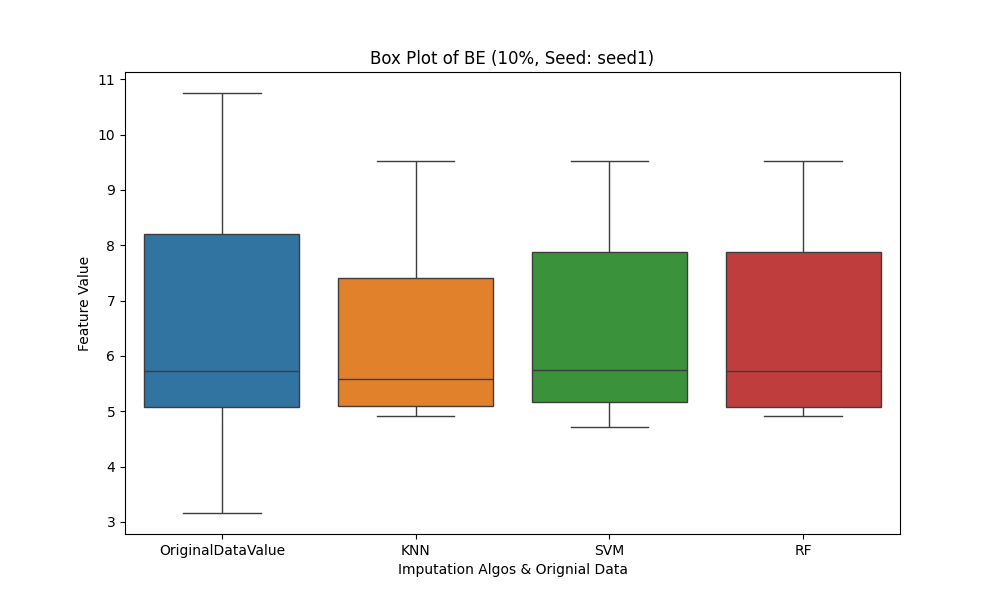 Box Plot of BE (10%, Seed: seed1)
11
10
9
8
7
6
5
4
3
Feature Value
OriginalDataValue
KNN
SVM
RF
Imputation Algos & Orignial Data